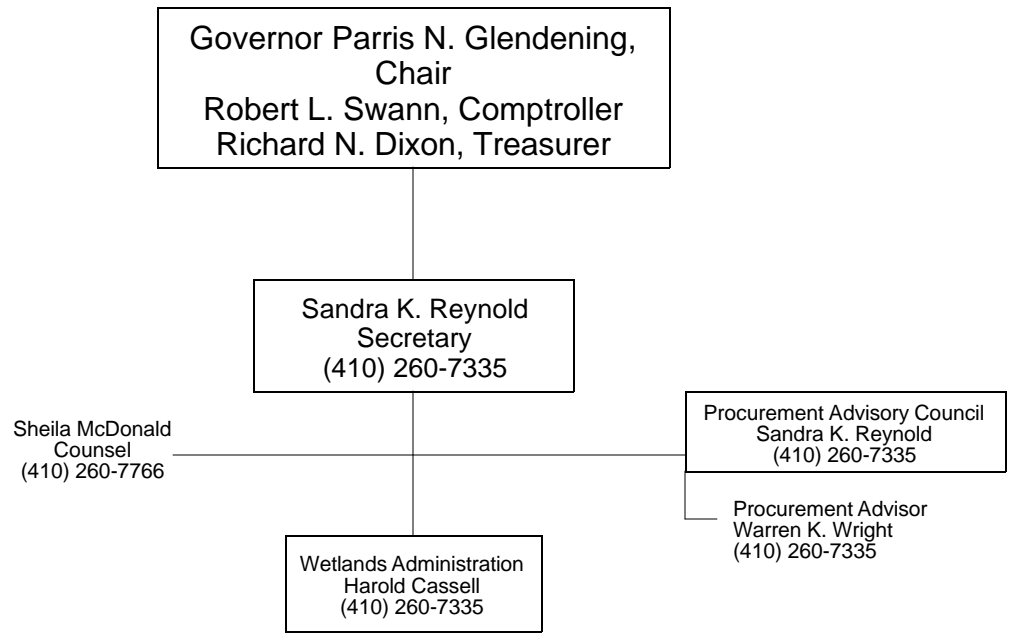 Governor Parris N. Glendening,
Chair
Robert L. Swann, Comptroller
Richard N. Dixon, Treasurer
Sandra K. Reynold
Secretary
(410) 260-7335
Sheila McDonald
Counsel
(410) 260-7766
Procurement Advisory Council
Sandra K. Reynold
(410) 260-7335
Procurement Advisor
Warren K. Wright
(410) 260-7335
Wetlands Administration
Harold Cassell
(410) 260-7335